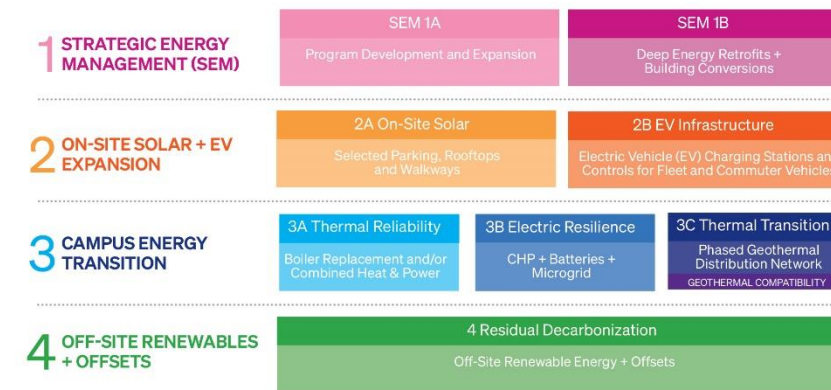 1 STRATEGIC ENERGY
MANAGEMENT (SEM)
SEM 1A
Program Development and Expansion
SEM 1B
Deep Energy Retrofits +
Building Conversions
2 ON-SITE SOLAR + EV
EXPANSION
2A On-Site Solar
Selected Parking, Rooftops
and Walkways
2B EV Infrastructure
Electric Vehicle (EV) Charging Stations an
Controls for Fleet and Commuter Vehicles
3 CAMPUS ENERGY
TRANSITION
3A Thermal Reliability
Boiler Replacement and/or
Combined Heat & Power
3B Electric Resilience
CHP + Batteries +
Microgrid
3C Thermal Transition
Phased Geothermal
Distribution Network
GEOTHERMAL COMPATIBILITY
4 OFF-SITE RENEWABLES
+ OFFSETS
4 Residual Decarbonization
Off-Site Renewable Energy + Offsets